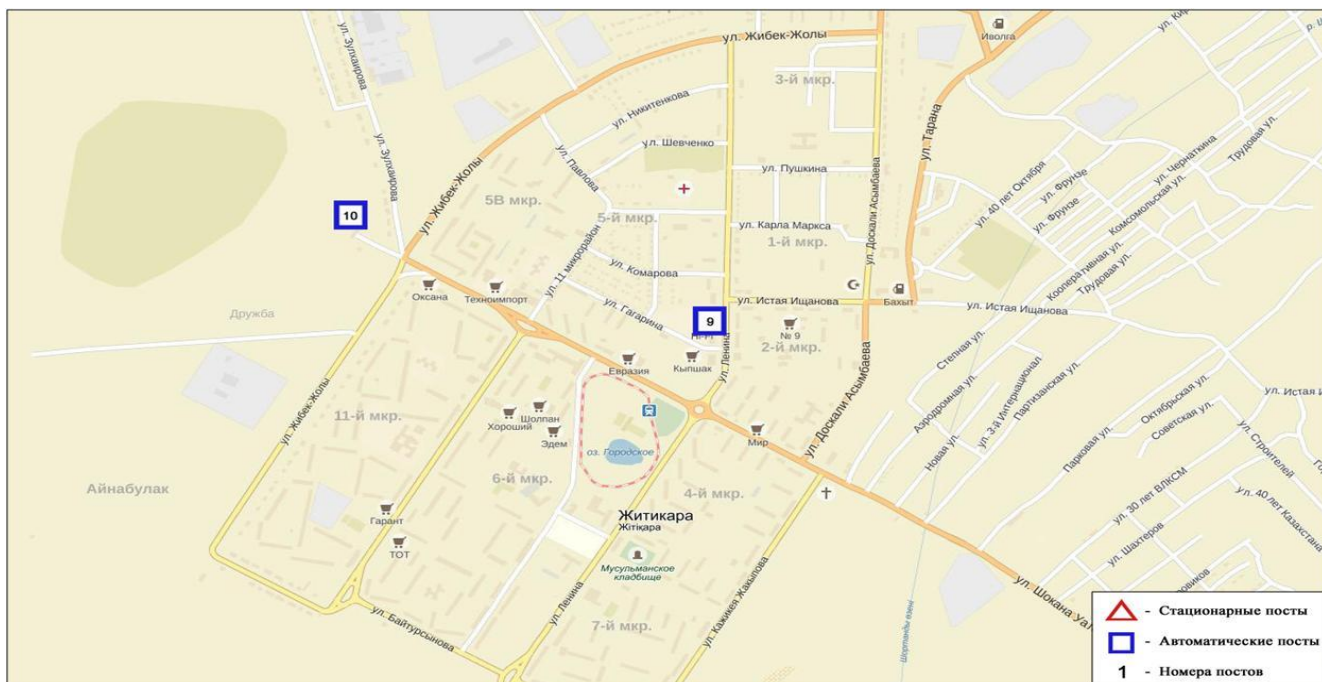 ул. Жибек-Жолы
Иволга
ул. Зулхаирова
3-й мкр.
ул. Никитенкова
ул. Тарана
ул. Шевченко
ул. Чернаткина
Трудовая ул.
ул. Зулхаирова
ул. Павлова
ул. Пушкина
ул. 40 лет Октября
ул. Фрунзе
Комсомольская ул.
ул. Жибек-Жолы
5В мкр.
10
5-й мкр.
ул. Фрунзе
ул. Карла Маркса
1-й мкр.
ул. Доскали Асымбаева
Кооперативная ул.
Трудовая ул.
ул. 11 микрорайон
ул. Комарова
Оксана
Техноимпорт
ул. Истая Ищанова
Бахыт
ул. Истая Ищанова
Дружба
ул. Гагарина
9
№ 9
2-й мкр.
Степная ул.
ул. Ленина
Евразия
Кыпшак
ул. Доскали Асымбаева
Аэродромная ул.
ул. 3-й Интернационал
Партизанская ул.
Октябрьская ул.
Советская ул.
ул. Истая И
ул. Жибек-Жолы
11-й мкр.
Шолпан
Хороший
Эдем
оз. Городское
Мир
Новая ул.
Парковая ул.
ул. Строителей
Айнабулак
6-й мкр.
4-й мкр.
ул. 30 лет ВЛКСМ
ул. 40 лет Казахстана
Гарант
Житикара
Жітіқара
ул. Шахтеров
ТОТ
Мусульманское
кладбище
ул. Шокана Уал
ул. Байтурсынова
ул. Ленина
7-й мкр.
ул. Кажикея Жакыпова
Шортанды өзені
- Стационарные посты
- Автоматические посты
1 - Номера постов